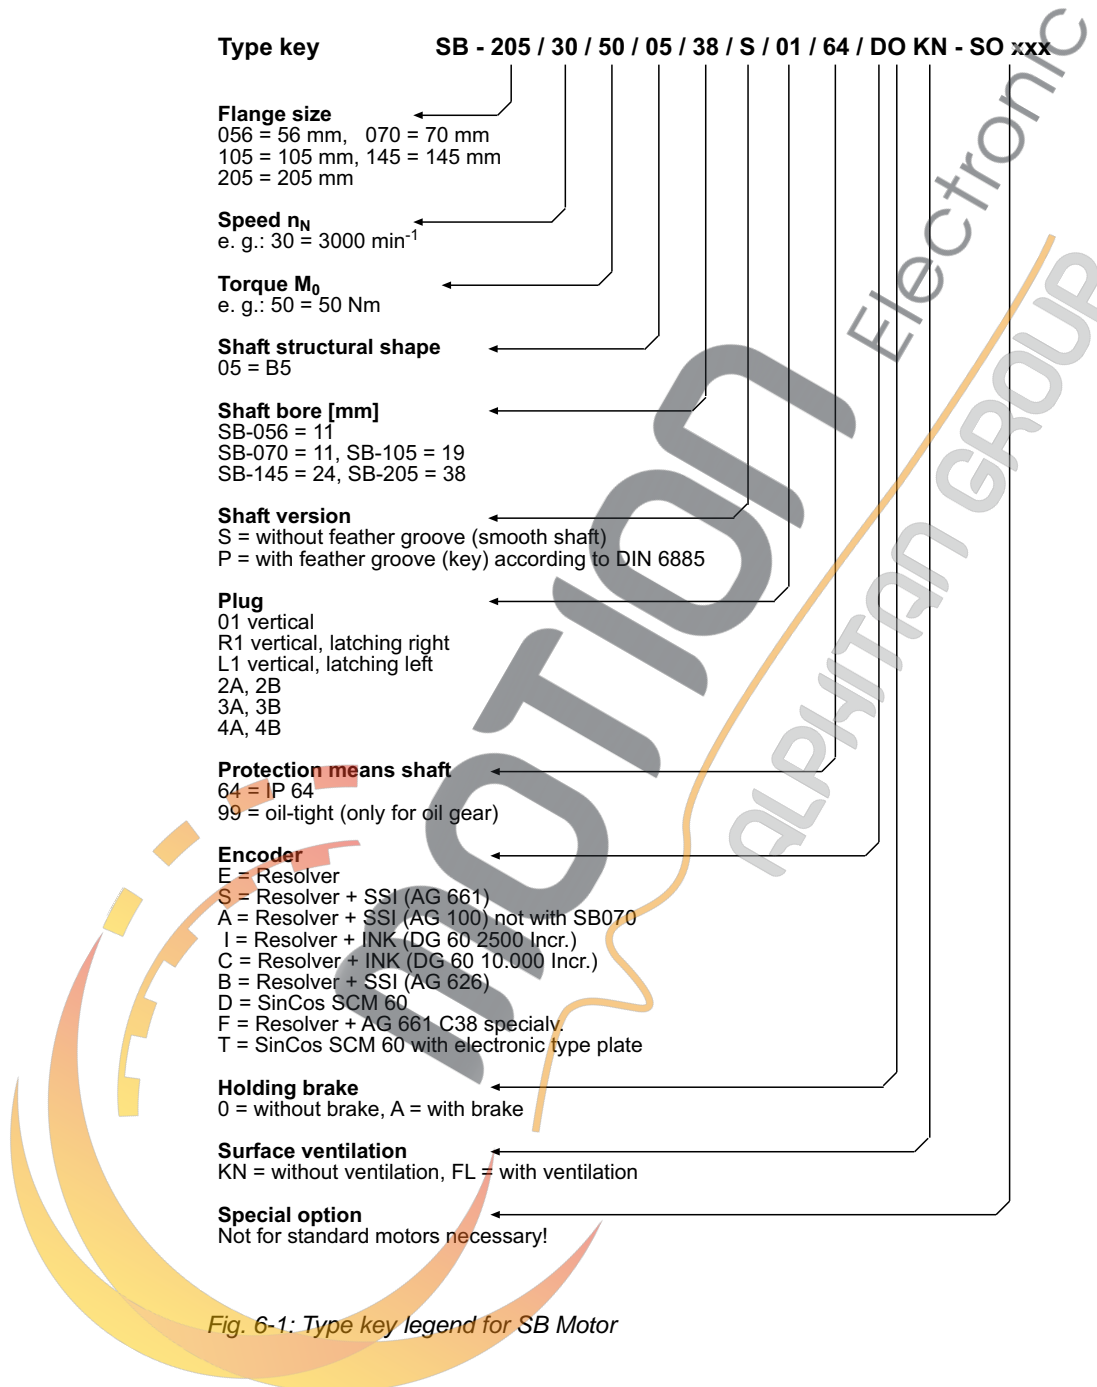 Type key SB - 205 / 30 / 50 / 05 / 38 / S / 01 / 64 / DO KN - SO xxx
Flange size
056 = 56 mm, 070 = 70 mm
105 = 105 mm, 145 = 145 mm
205 = 205 mm
Speed nN
e. g.: 30 = 3000 min-1
Torque M0
e. g.: 50 = 50 Nm
Shaft structural shape
05 = B5
Shaft bore [mm]
SB-056 = 11
SB-070 = 11, SB-105 = 19
SB-145 = 24, SB-205 = 38
Shaft version
S = without feather groove (smooth shaft)
P = with feather groove (key) according to DIN 6885
Plug
01 vertical
R1 vertical, latching right
L1 vertical, latching left
2A, 2B
3A, 3B
4A, 4B
Protection means shaft
64 = IP 64
99 = oil-tight (only for oil gear)
Encoder
E = Resolver
S = Resolver + SSI (AG 661)
A = Resolver + SSI (AG 100) not with SB070
I = Resolver + INK (DG 60 2500 Incr.)
C = Resolver + INK (DG 60 10.000 Incr.)
B = Resolver + SSI (AG 626)
D = SinCos SCM 60
F = Resolver + AG 661 C38 specialv.
T = SinCos SCM 60 with electronic type plate
Holding brake
0 = without brake, A = with brake
Surface ventilation
KN = without ventilation, FL = with ventilation
Special option
Not for standard motors necessary!
Fig. 6-1: Type key legend for SB Motor
MOTION
Electronic
ALPHITAN GROUP